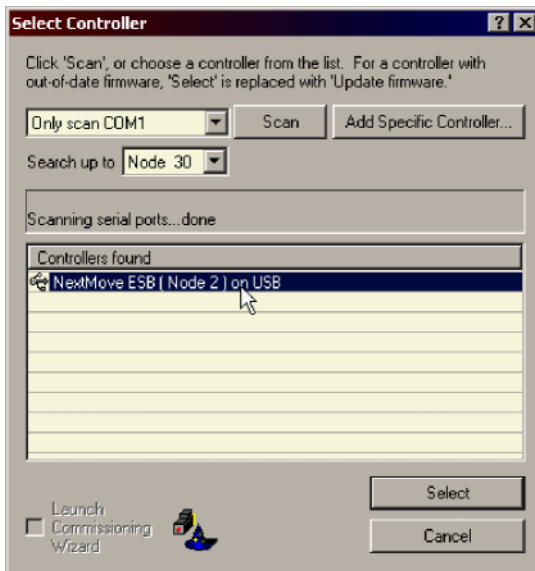 Select Controller
Click 'Scan', or choose a controller from the list. For a controller with
out-of-date firmware, 'Select' is replaced with 'Update firmware.'
Only scan COM1
Scan
Add Specific Controller...
Search up to
Node 30
Scanning serial ports...done
Controllers found
NextMove ESB ( Node 2 ) on USB
Select
Launch
Commissioning
Wizard
Cancel